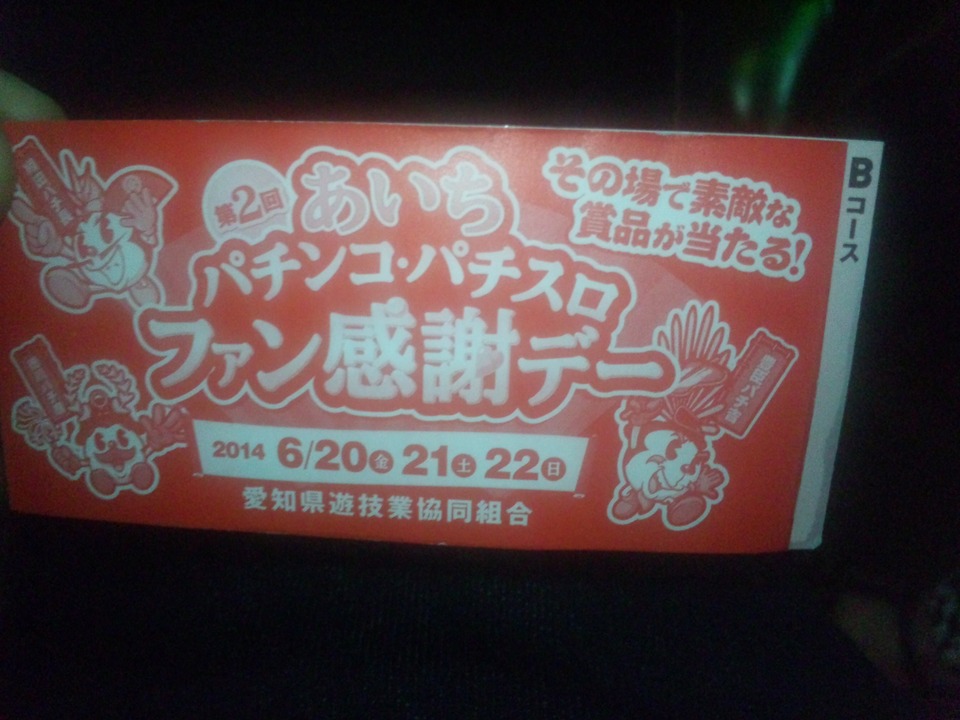 第2回
あいち
パチンコ・パチスロ
ファン感謝デー
その場で素敵な
賞品が当たる!
Bコース
2014 6/20金 21土 22日
愛知県遊技業協同組合